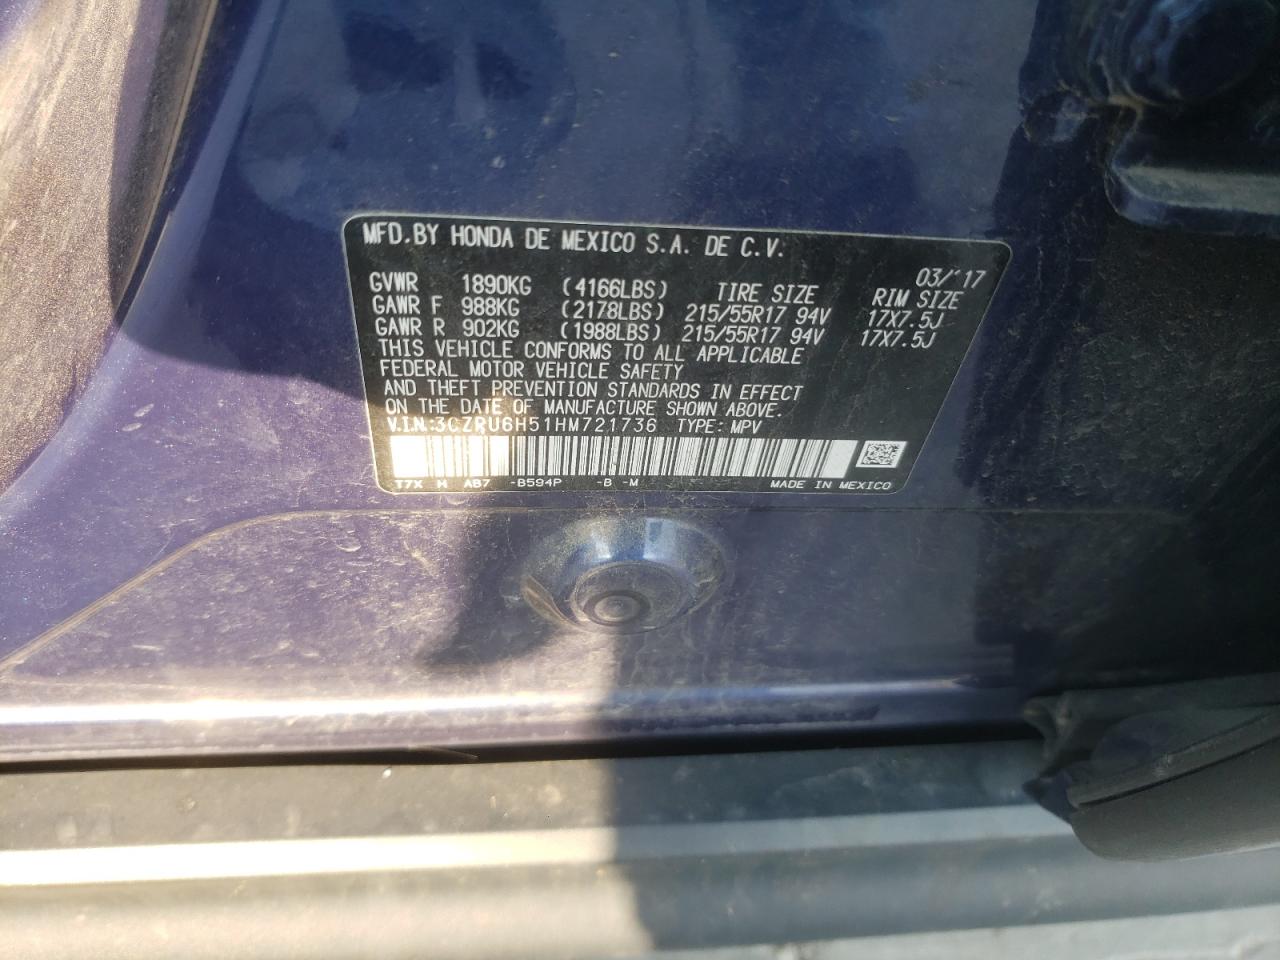 MFD.BY HONDA DE MEXICO S.A. DE C.V.
03/'17
GVWR 1890KG (4166LBS) TIRE SIZE RIM SIZE
GAWR F 988KG (2178LBS) 215/55R17 94V 17X7.5J
GAWR R 902KG (1988LBS) 215/55R17 94V 17X7.5J
THIS VEHICLE CONFORMS TO ALL APPLICABLE
FEDERAL MOTOR VEHICLE SAFETY
AND THEFT PREVENTION STANDARDS IN EFFECT
ON THE DATE OF MANUFACTURE SHOWN ABOVE.
V.I.N.:3CZRU6H51HM721736 TYPE: MPV
T7X H AB7 -B594P -B -M MADE IN MEXICO